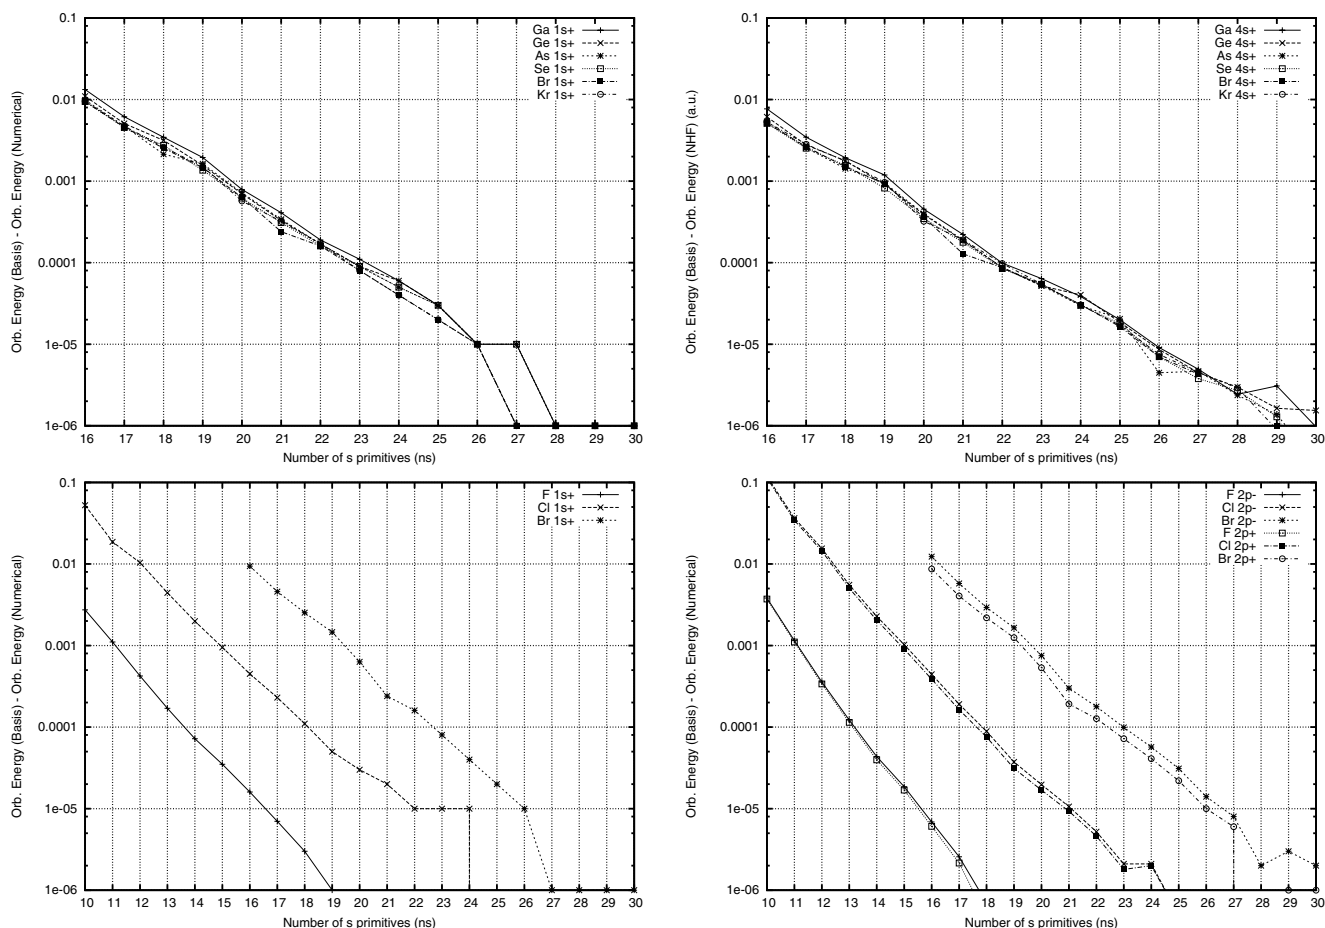 Orb. Energy (Basis) - Orb. Energy (Numerical)
0.1
0.01
0.001
0.0001
1e-05
1e-06
16 17 18 19 20 21 22 23 24 25 26 27 28 29 30
Number of s primitives (ns)
Ga 1s+
Ge 1s+
As 1s+
Se 1s+
Br 1s+
Kr 1s+
Orb. Energy (Basis) - Orb. Energy (NHF) (a.u.)
0.1
0.01
0.001
0.0001
1e-05
1e-06
16 17 18 19 20 21 22 23 24 25 26 27 28 29 30
Number of s primitives (ns)
Ga 4s+
Ge 4s+
As 4s+
Se 4s+
Br 4s+
Kr 4s+
Orb. Energy (Basis) - Orb. Energy (Numerical)
0.1
0.01
0.001
0.0001
1e-05
1e-06
10 11 12 13 14 15 16 17 18 19 20 21 22 23 24 25 26 27 28 29 30
Number of s primitives (ns)
F 1s+
Cl 1s+
Br 1s+
Orb. Energy (Basis) - Orb. Energy (Numerical)
0.1
0.01
0.001
0.0001
1e-05
1e-06
10 11 12 13 14 15 16 17 18 19 20 21 22 23 24 25 26 27 28 29 30
Number of s primitives (ns)
F 2p-
Cl 2p-
Br 2p-
F 2p+
Cl 2p+
Br 2p+